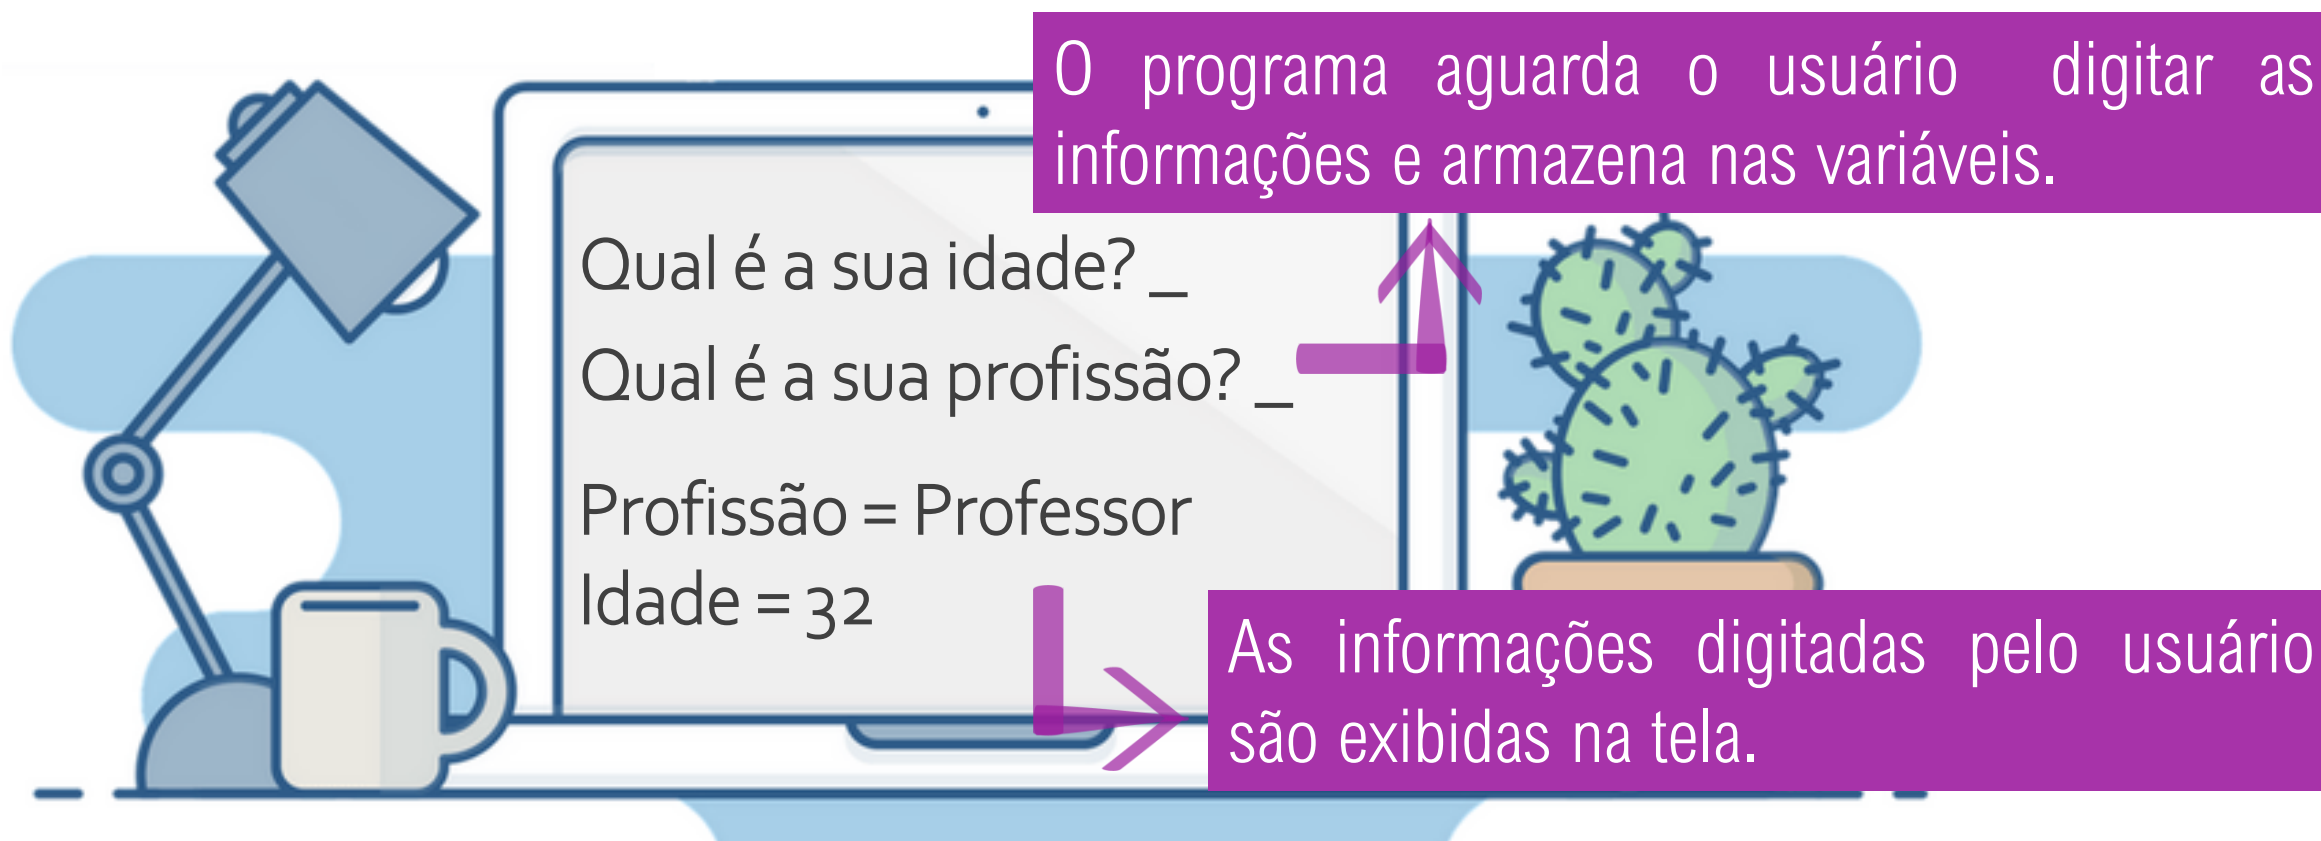 O programa aguarda o usuário digitar as
informações e armazena nas variáveis.
Qual é a sua idade? _
Qual é a sua profissão? _
Profissão = Professor
Idade = 32
As informações digitadas pelo usuário
são exibidas na tela.